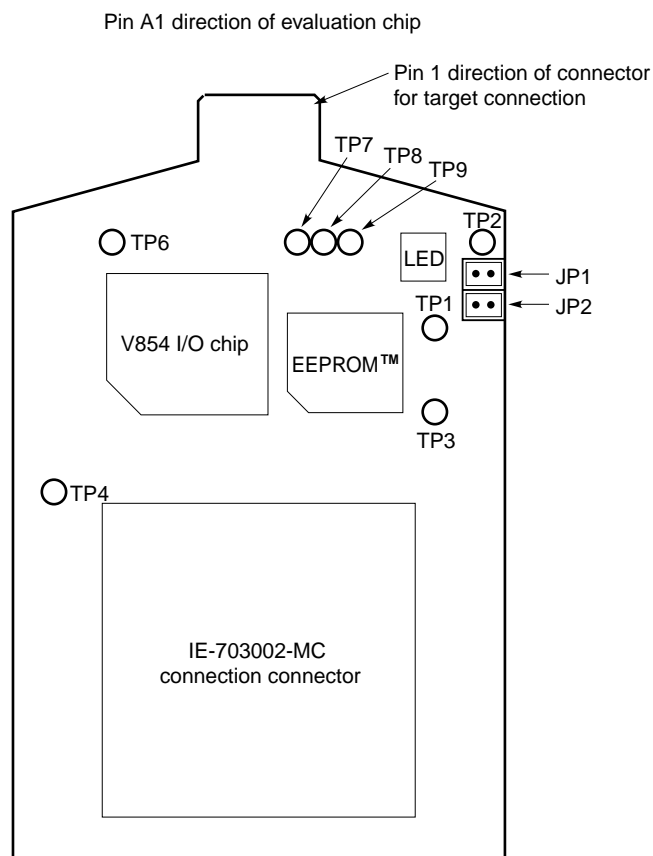 Pin A1 direction of evaluation chip
Pin 1 direction of connector
for target connection
TP7
TP8
TP9
TP2
TP6
LED
JP1
JP2
TP1
V854 I/O chip
EEPROM™
TP3
TP4
IE-703002-MC
connection connector